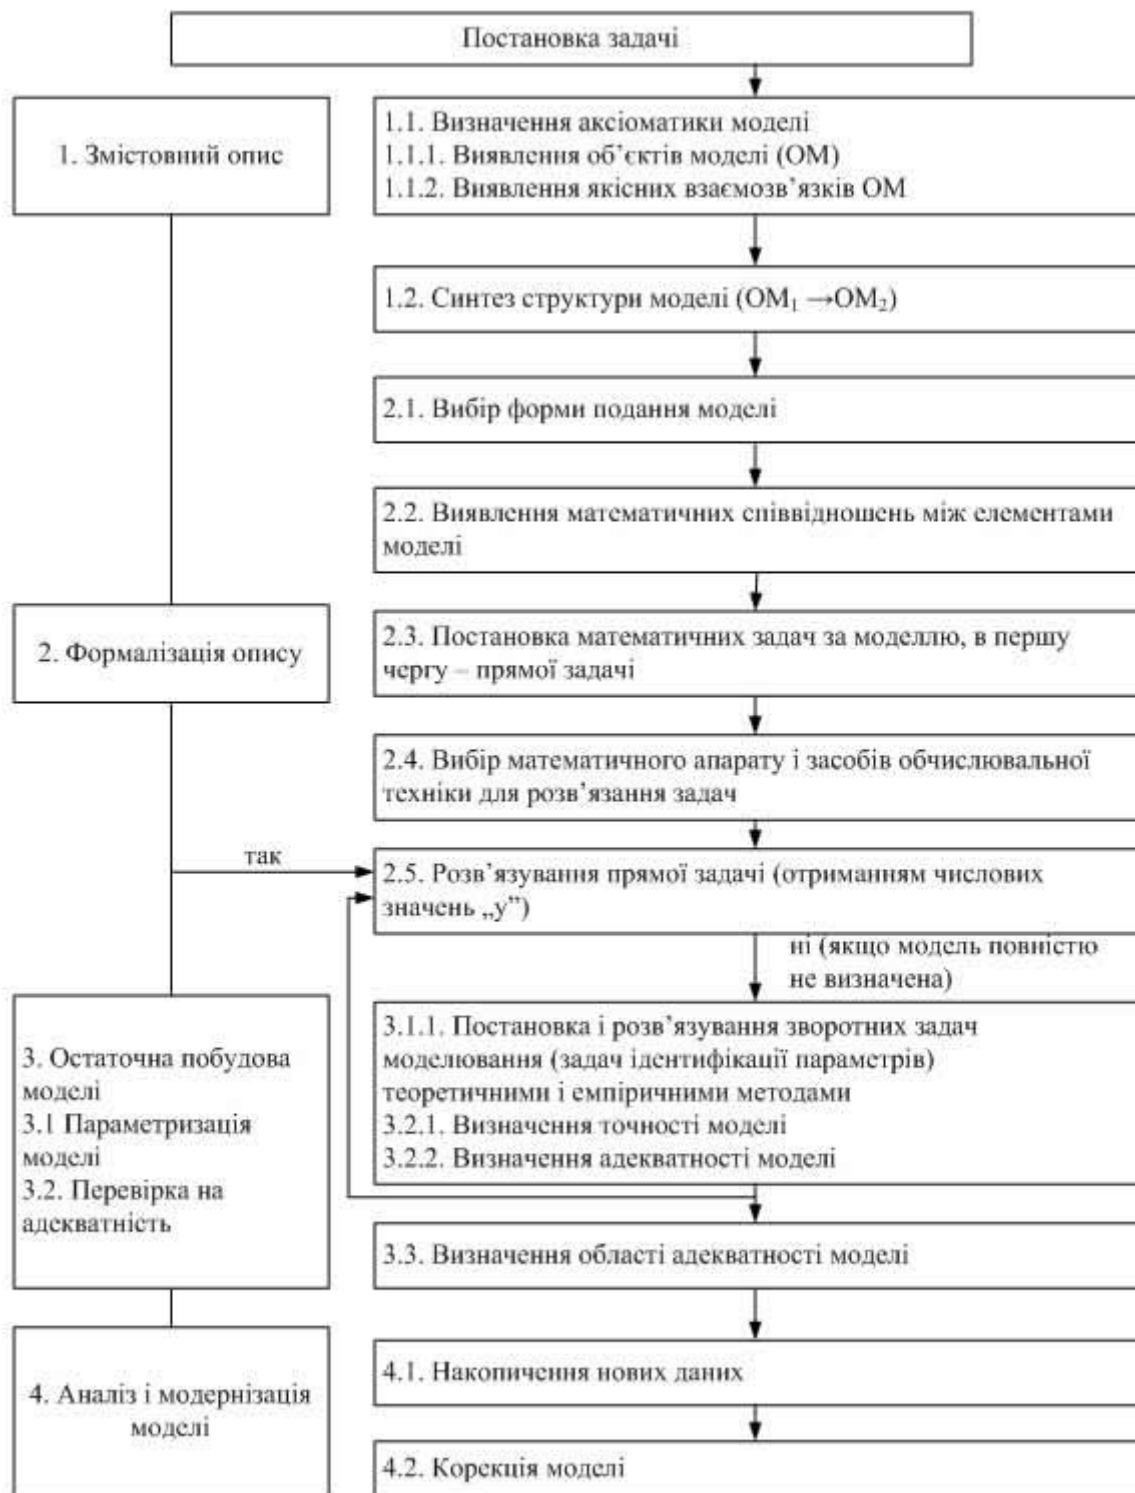 Постановка задачі
1. Змістовний опис
1.1. Визначення аксіоматики моделі
1.1.1. Виявлення об’єктів моделі (ОМ)
1.1.2. Виявлення якісних взаємозв’язків ОМ
1.2. Синтез структури моделі (ОМ₁ →ОМ₂)
2.1. Вибір форми подання моделі
2.2. Виявлення математичних співвідношень між елементами
моделі
2. Формалізація опису
2.3. Постановка математичних задач за моделлю, в першу
чергу – прямої задачі
2.4. Вибір математичного апарату і засобів обчислювальної
техніки для розв’язання задач
так
2.5. Розв’язування прямої задачі (отриманням числових
значень „у”)
ні (якщо модель повністю
не визначена)
3. Остаточна побудова
моделі
3.1 Параметризація
моделі
3.2. Перевірка на
адекватність
3.1.1. Постановка і розв’язування зворотних задач
моделювання (задач ідентифікації параметрів)
теоретичними і емпіричними методами
3.2.1. Визначення точності моделі
3.2.2. Визначення адекватності моделі
3.3. Визначення області адекватності моделі
4. Аналіз і модернізація
моделі
4.1. Накопичення нових даних
4.2. Корекція моделі